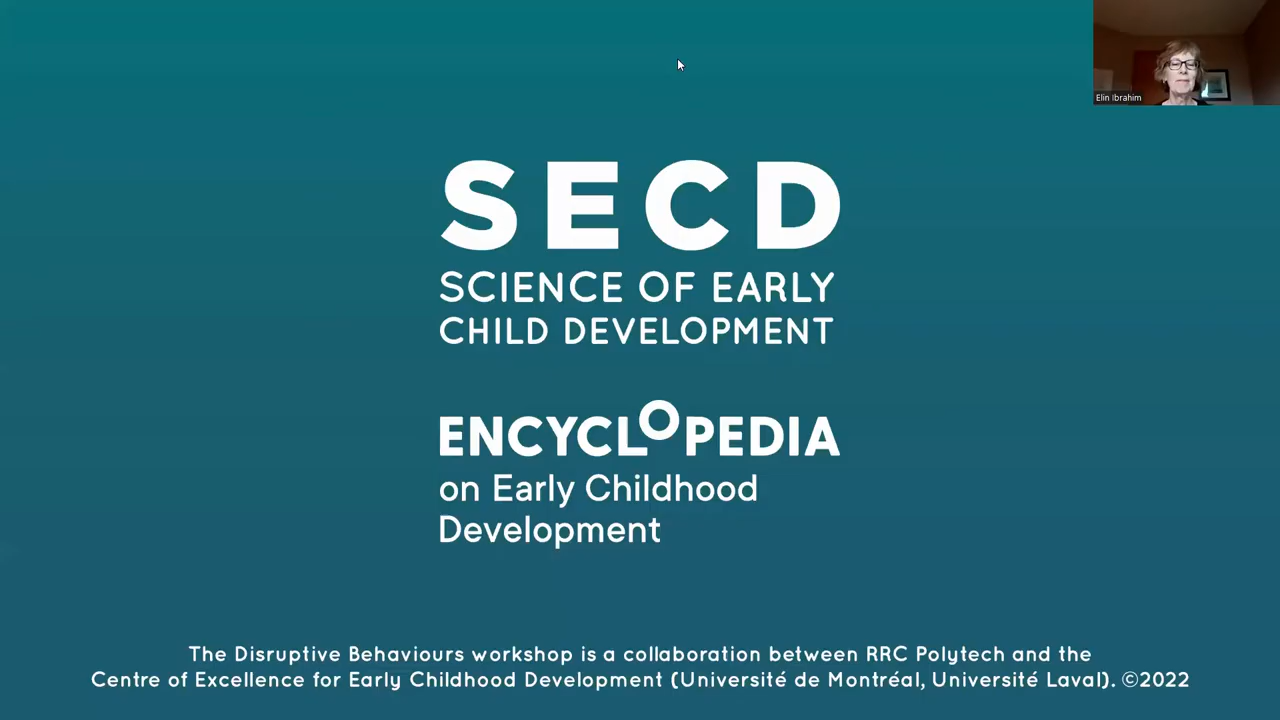 Elin Ibrahim
SECD
SCIENCE OF EARLY
CHILD DEVELOPMENT
ENCYCLOPEDIA
on Early Childhood
Development
The Disruptive Behaviours workshop is a collaboration between RRC Polytech and the
Centre of Excellence for Early Childhood Development (Université de Montréal, Université Laval). ©2022